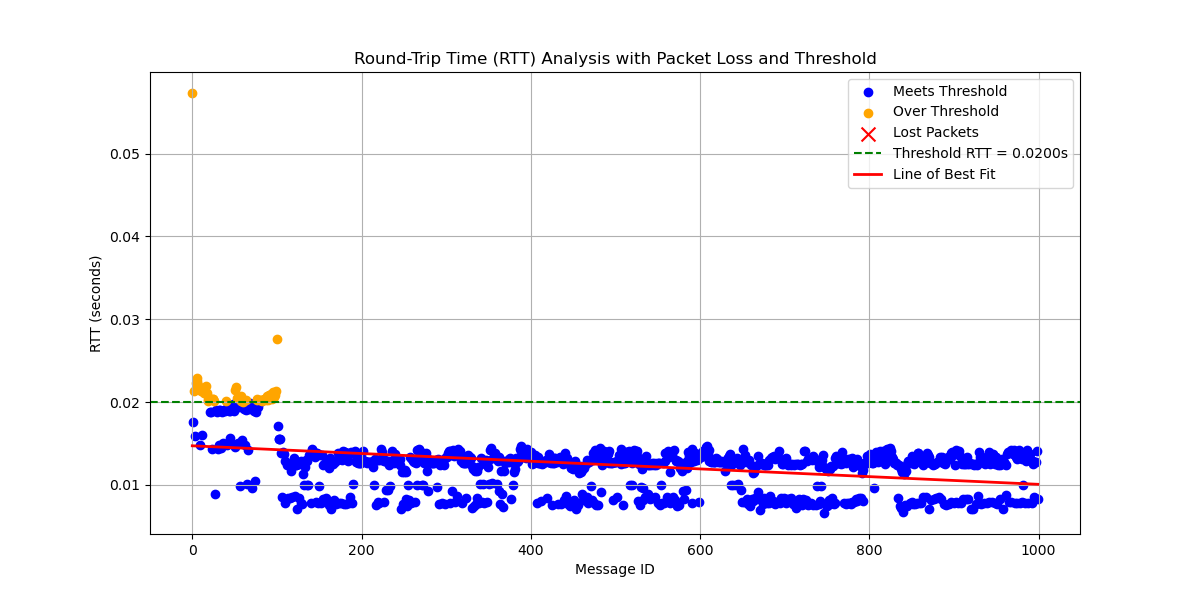 Round-Trip Time (RTT) Analysis with Packet Loss and Threshold
Meets Threshold
Over Threshold
Lost Packets
Threshold RTT = 0.0200s
Line of Best Fit
RTT (seconds)
0.05
0.04
0.03
0.02
0.01
0 200 400 600 800 1000
Message ID